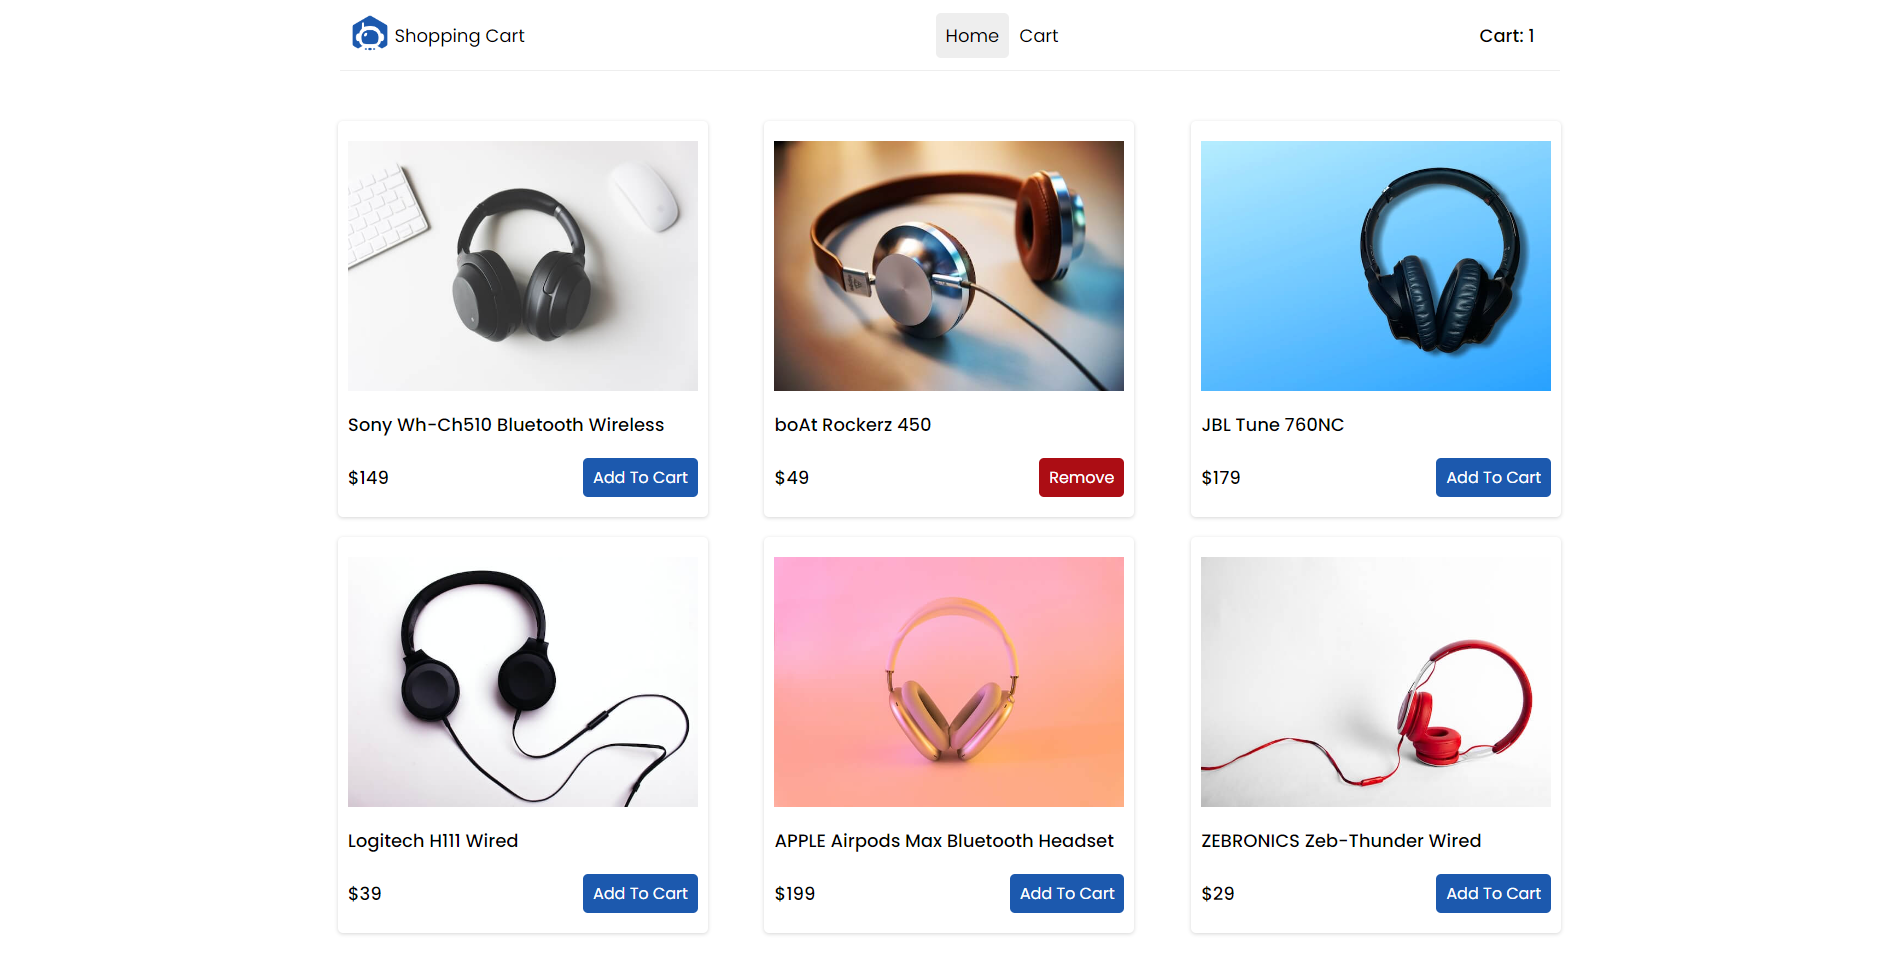 Shopping Cart
Home
Cart
Cart: 1
Sony Wh-Ch510 Bluetooth Wireless
$149
Add To Cart
boAt Rockerz 450
$49
Remove
JBL Tune 760NC
$179
Add To Cart
Logitech H111 Wired
$39
Add To Cart
APPLE Airpods Max Bluetooth Headset
$199
Add To Cart
ZEBRONICS Zeb-Thunder Wired
$29
Add To Cart